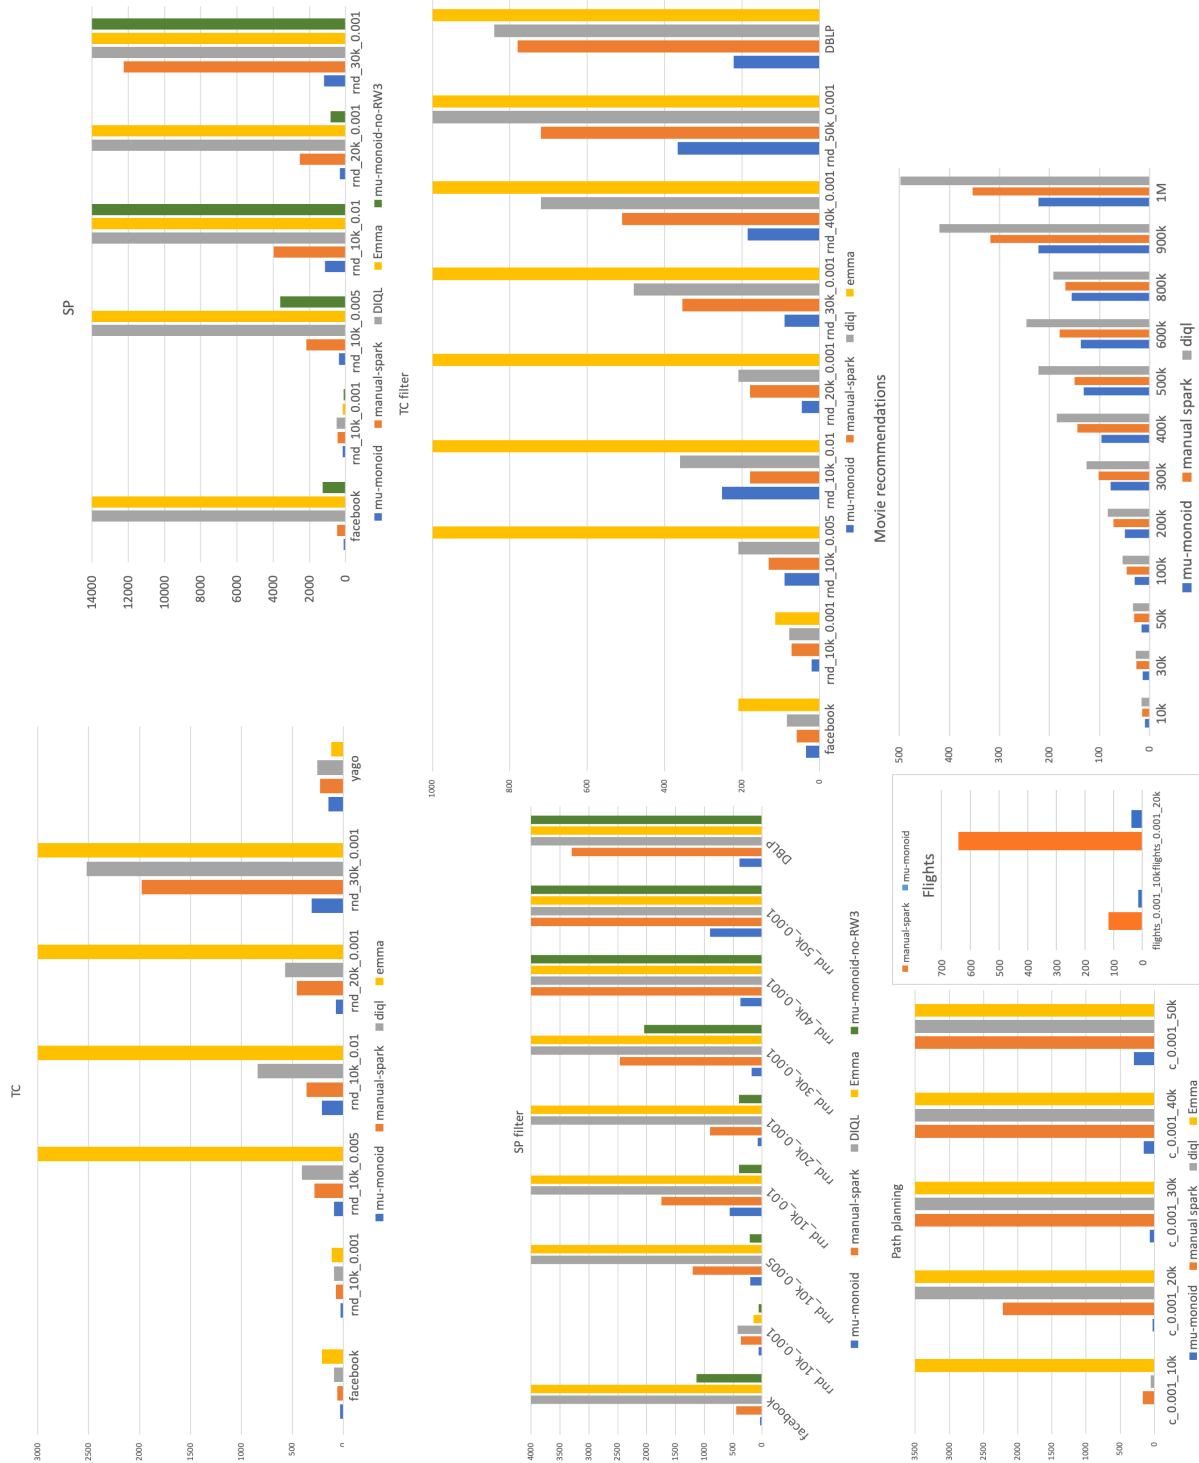 TC
3000
2500
2000
1500
1000
500
0
facebook
rnd_10k_0.001
rnd_10k_0.005
rnd_10k_0.01
rnd_20k_0.001
rnd_30k_0.001
yago
mu-monoid
manual-spark
diql
emma
SP
14000
12000
10000
8000
6000
4000
2000
0
facebook
rnd_10k_0.001
rnd_10k_0.005
rnd_10k_0.01
rnd_20k_0.001
rnd_30k_0.001
mu-monoid
manual-spark
DIQL
Emma
mu-monoid-no-RW3
SP filter
4000
3500
3000
2500
2000
1500
1000
500
0
facebook
rnd_10k_0.001
rnd_10k_0.005
rnd_10k_0.01
rnd_20k_0.001
rnd_30k_0.001
rnd_40k_0.001
rnd_50k_0.001
DBLP
mu-monoid
manual-spark
DIQL
Emma
mu-monoid-no-RW3
TC filter
1000
800
600
400
200
0
facebook
rnd_10k_0.001
rnd_10k_0.005
rnd_10k_0.01
rnd_20k_0.001
rnd_30k_0.001
rnd_40k_0.001
rnd_50k_0.001
DBLP
mu-monoid
manual-spark
diql
emma
Path planning
3500
3000
2500
2000
1500
1000
500
0
c_0.001_10k
c_0.001_20k
c_0.001_30k
c_0.001_40k
c_0.001_50k
mu-monoid
manual spark
diql
Emma
manual-spark
mu-monoid
Flights
700
600
500
400
300
200
100
0
flights_0.001_10k
flights_0.001_20k
Movie recommendations
500
400
300
200
100
0
10k
30k
50k
100k
200k
300k
400k
500k
600k
800k
900k
1M
mu-monoid
manual spark
diql